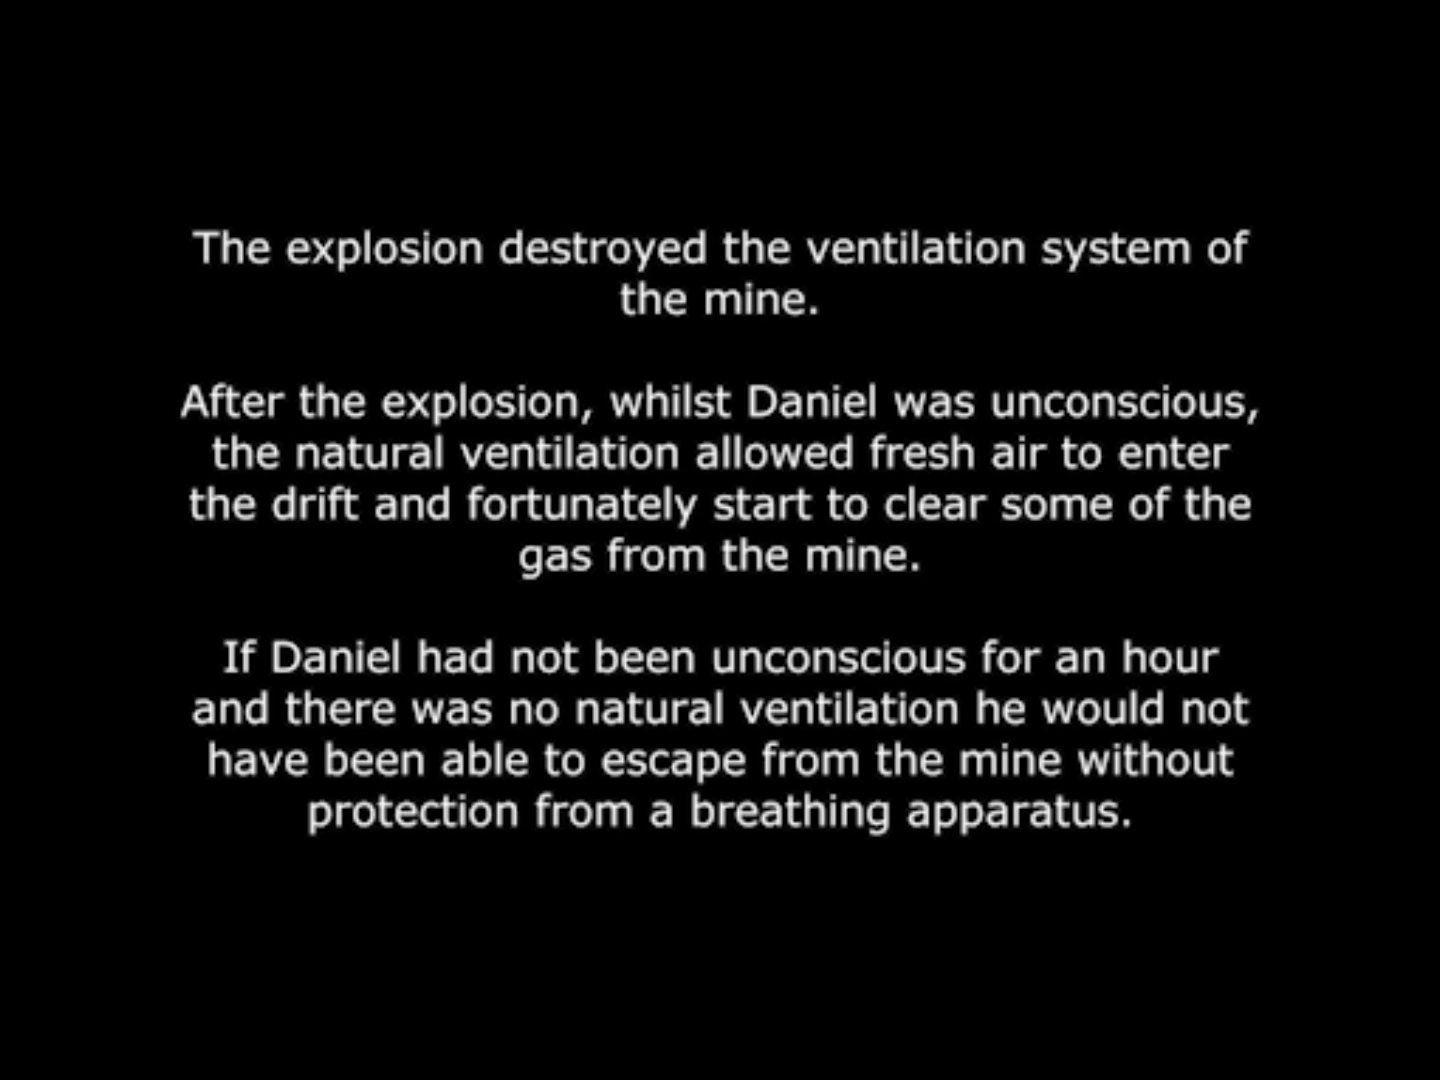 The explosion destroyed the ventilation system of
the mine.
After the explosion, whilst Daniel was unconscious,
the natural ventilation allowed fresh air to enter
the drift and fortunately start to clear some of the
gas from the mine.
If Daniel had not been unconscious for an hour
and there was no natural ventilation he would not
have been able to escape from the mine without
protection from a breathing apparatus.